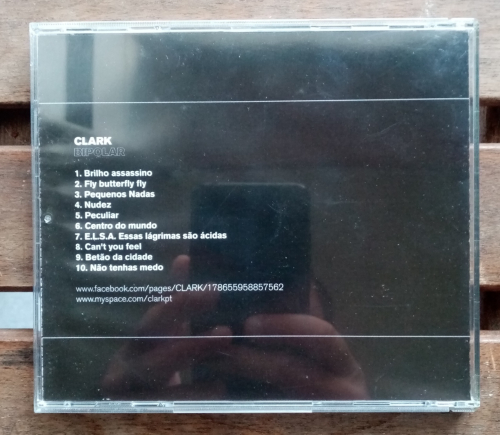 CLARK
BIPOLAR
1. Brilho assassino
2. Fly butterfly fly
3. Pequenos Nadas
4. Nudez
5. Peculiar
6. Centro do mundo
7. E.L.S.A. Essas lágrimas são ácidas
8. Can't you feel
9. Betão da cidade
10. Não tenhas medo
www.facebook.com/pages/CLARK/178655958857562
www.myspace.com/clarkpt